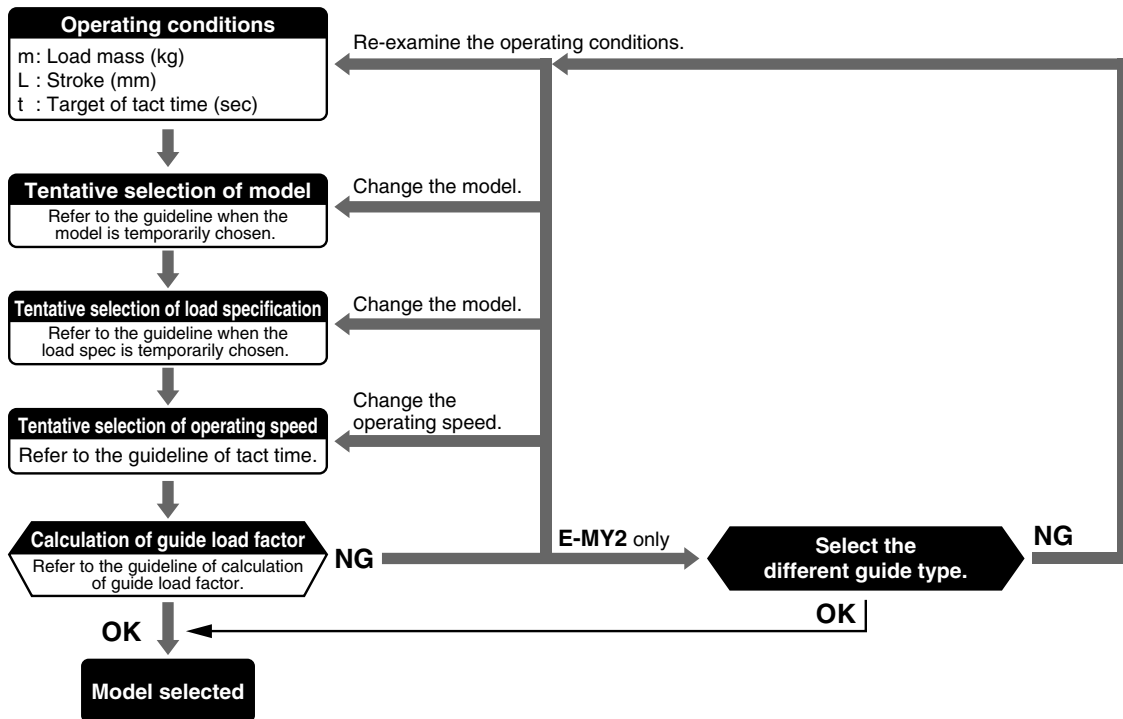 Operating conditions
m: Load mass (kg)
L : Stroke (mm)
t : Target of tact time (sec)
Re-examine the operating conditions.
Tentative selection of model
Refer to the guideline when the
model is temporarily chosen.
Change the model.
Tentative selection of load specification
Refer to the guideline when the
load spec is temporarily chosen.
Change the model.
Tentative selection of operating speed
Refer to the guideline of tact time.
Change the
operating speed.
Calculation of guide load factor
Refer to the guideline of calculation
of guide load factor.
NG
E-MY2 only
Select the
different guide type.
NG
OK
OK
Model selected